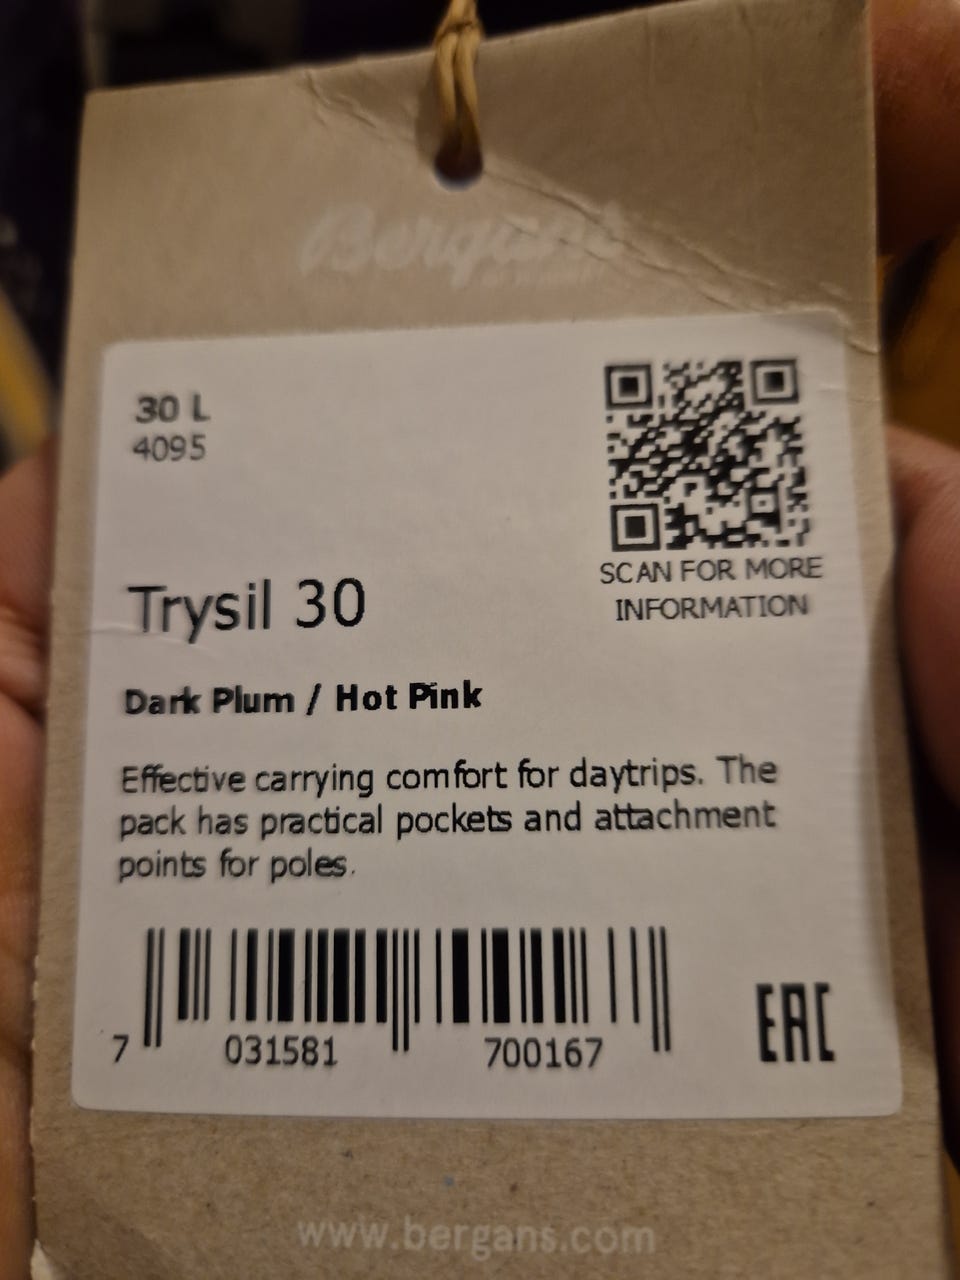 Bergans
30 L
4095
SCAN FOR MORE
INFORMATION
Trysil 30
Dark Plum / Hot Pink
Effective carrying comfort for daytrips. The
pack has practical pockets and attachment
points for poles.
7 031581 700167
EAC
www.bergans.com